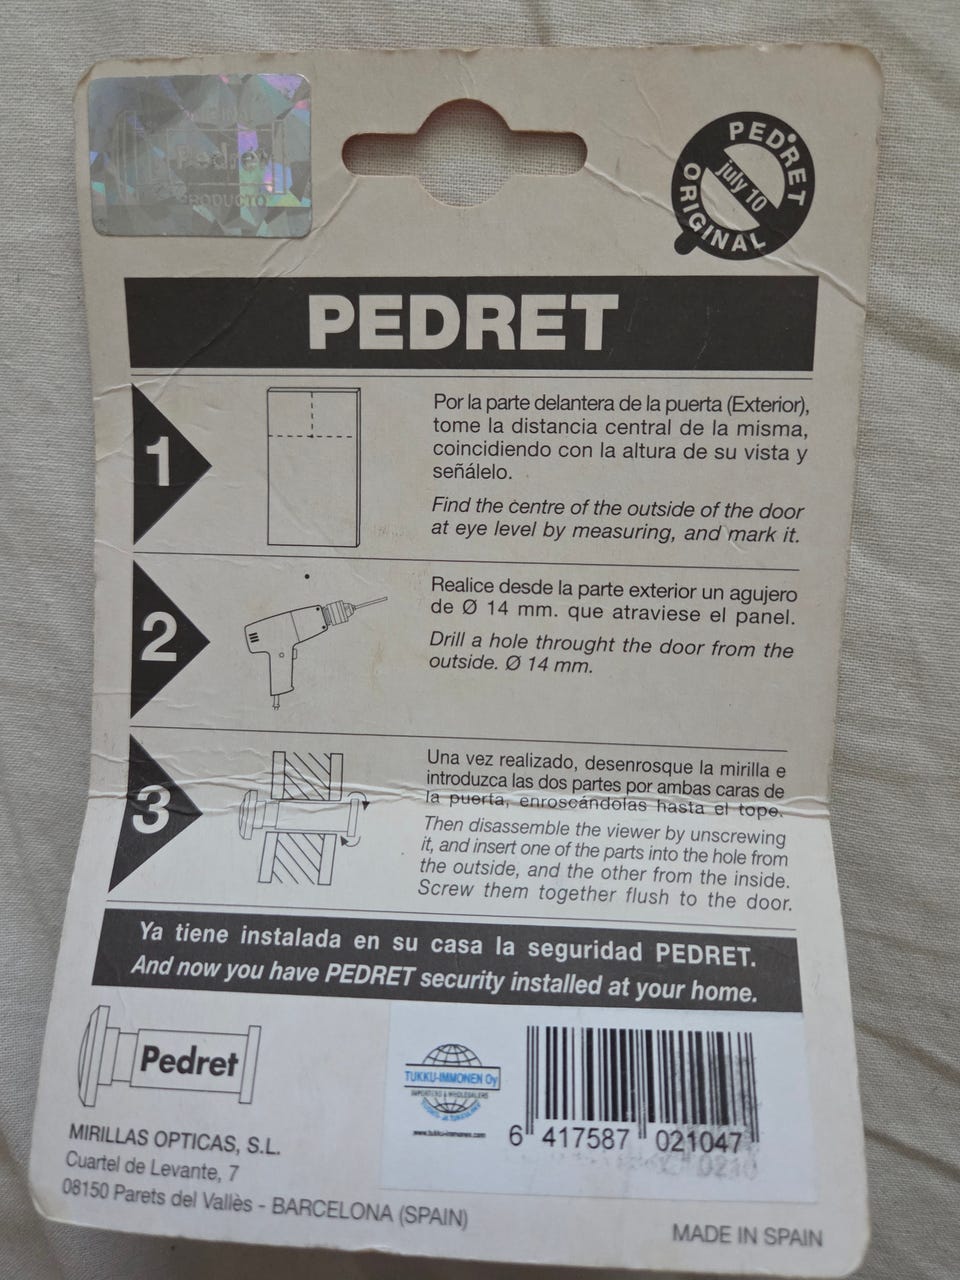 Pedret
PRODUCTO
PEDRET
july 10
ORIGINAL
PEDRET
1
Por la parte delantera de la puerta (Exterior),
tome la distancia central de la misma,
coincidiendo con la altura de su vista y
señálelo.
Find the centre of the outside of the door
at eye level by measuring, and mark it.
2
Realice desde la parte exterior un agujero
de Ø 14 mm. que atraviese el panel.
Drill a hole throught the door from the
outside. Ø 14 mm.
3
Una vez realizado, desenrosque la mirilla e
introduzca las dos partes por ambas caras de
la puerta, enroscándolas hasta el tope.
Then disassemble the viewer by unscrewing
it, and insert one of the parts into the hole from
the outside, and the other from the inside.
Screw them together flush to the door.
Ya tiene instalada en su casa la seguridad PEDRET.
And now you have PEDRET security installed at your home.
Pedret
TUKKU-IMMONEN Oy
IMPORTERS & WHOLESALERS
www.tukku-immonen.com
6 417587 021047
MIRILLAS OPTICAS, S.L.
Cuartel de Levante, 7
08150 Parets del Vallès - BARCELONA (SPAIN)
MADE IN SPAIN